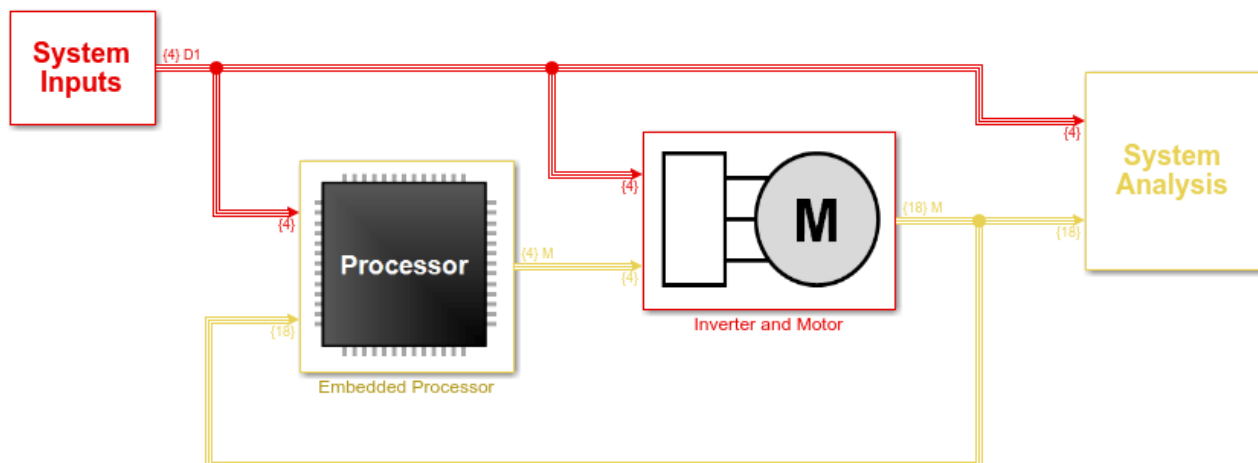 System
Inputs
{4} D1
{4}
{4}
{4}
System
Analysis
{18} M
{18}
M
{4} M
{4}
Inverter and Motor
Processor
{18}
Embedded Processor